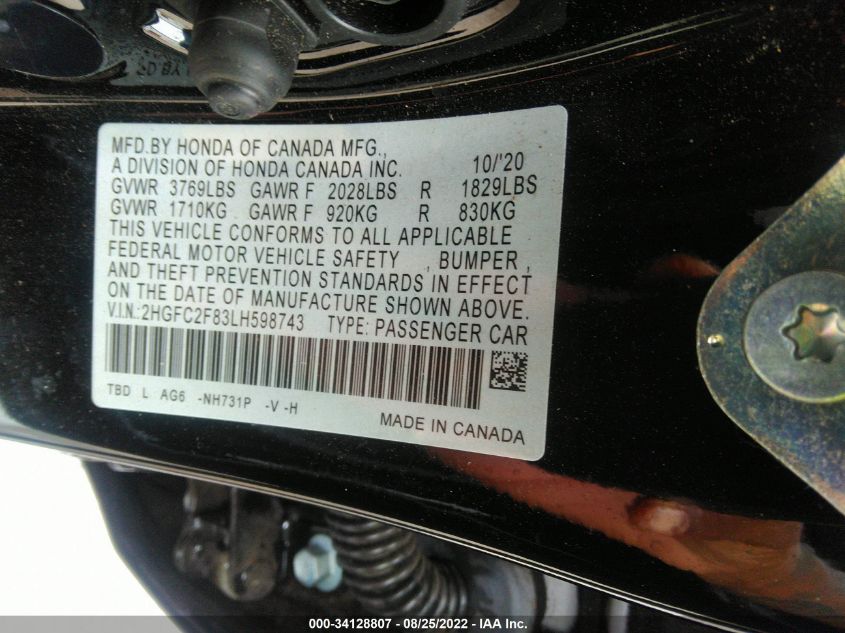 MFD.BY HONDA OF CANADA MFG.,
A DIVISION OF HONDA CANADA INC. 10/'20
GVWR 3769LBS GAWR F 2028LBS R 1829LBS
GVWR 1710KG GAWR F 920KG R 830KG
THIS VEHICLE CONFORMS TO ALL APPLICABLE
FEDERAL MOTOR VEHICLE SAFETY , BUMPER ,
AND THEFT PREVENTION STANDARDS IN EFFECT
ON THE DATE OF MANUFACTURE SHOWN ABOVE.
V.I.N.:2HGFC2F83LH598743 TYPE: PASSENGER CAR
TBD L AG6 -NH731P -V -H
MADE IN CANADA
000-34128807 - 08/25/2022 - IAA Inc.